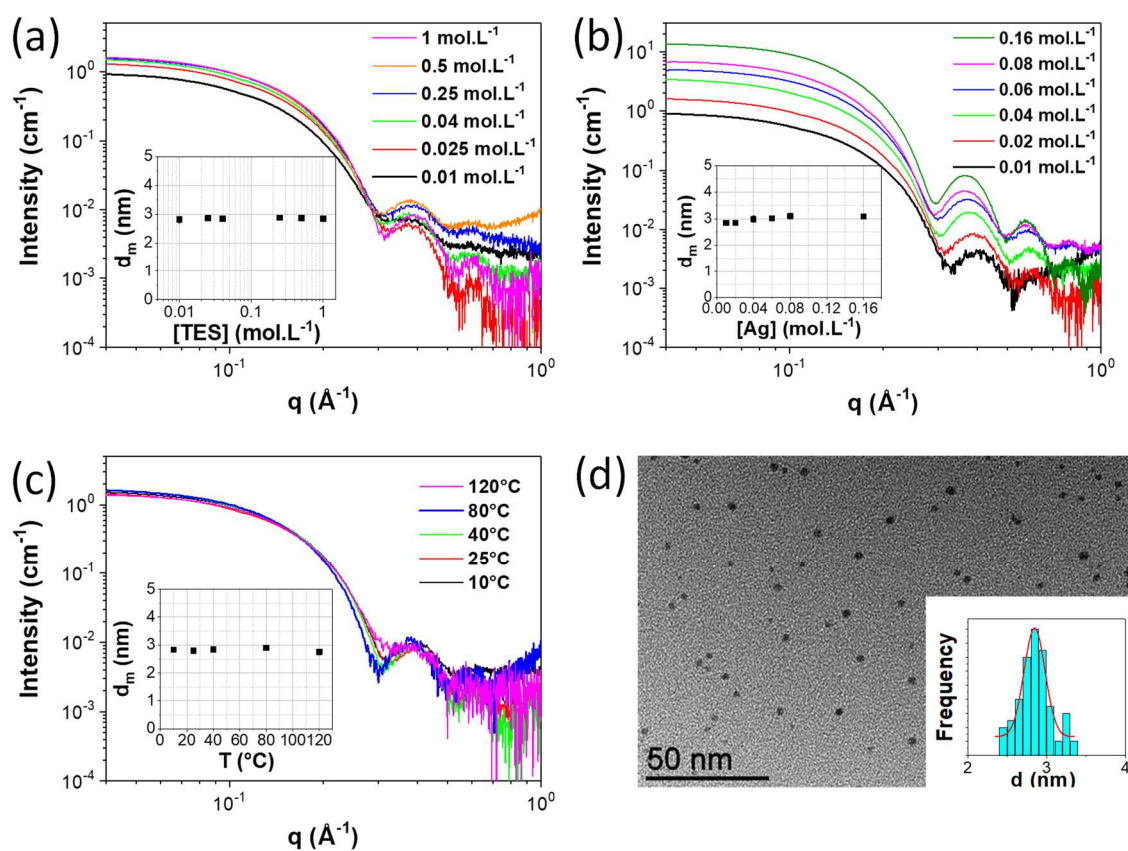 (a)
Intensity (cm⁻¹)
10⁰
10⁻¹
10⁻²
10⁻³
10⁻⁴
1 mol.L⁻¹
0.5 mol.L⁻¹
0.25 mol.L⁻¹
0.04 mol.L⁻¹
0.025 mol.L⁻¹
0.01 mol.L⁻¹
dₘ (nm)
5
4
3
2
1
0
0.01 0.1 1
[TES] (mol.L⁻¹)
10⁻¹ 10⁰
q (Å⁻¹)
(b)
Intensity (cm⁻¹)
10¹
10⁰
10⁻¹
10⁻²
10⁻³
10⁻⁴
0.16 mol.L⁻¹
0.08 mol.L⁻¹
0.06 mol.L⁻¹
0.04 mol.L⁻¹
0.02 mol.L⁻¹
0.01 mol.L⁻¹
dₘ (nm)
5
4
3
2
1
0
0.00 0.04 0.08 0.12 0.16
[Ag] (mol.L⁻¹)
10⁻¹ 10⁰
q (Å⁻¹)
(c)
Intensity (cm⁻¹)
10⁰
10⁻¹
10⁻²
10⁻³
10⁻⁴
120°C
80°C
40°C
25°C
10°C
dₘ (nm)
5
4
3
2
1
0
0 20 40 60 80 100 120
T (°C)
10⁻¹ 10⁰
q (Å⁻¹)
(d)
50 nm
Frequency
2 3 4
d (nm)